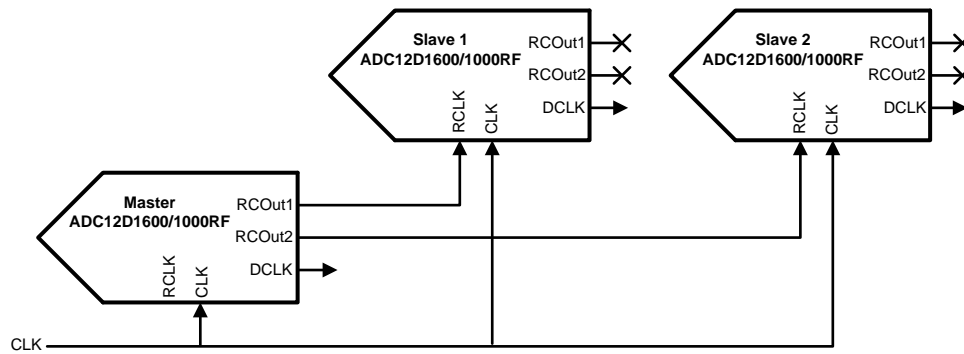 Slave 1
ADC12D1600/1000RF
RCOut1
RCOut2
DCLK
RCLK
CLK
Slave 2
ADC12D1600/1000RF
RCOut1
RCOut2
DCLK
RCLK
CLK
Master
ADC12D1600/1000RF
RCOut1
RCOut2
DCLK
RCLK
CLK
CLK